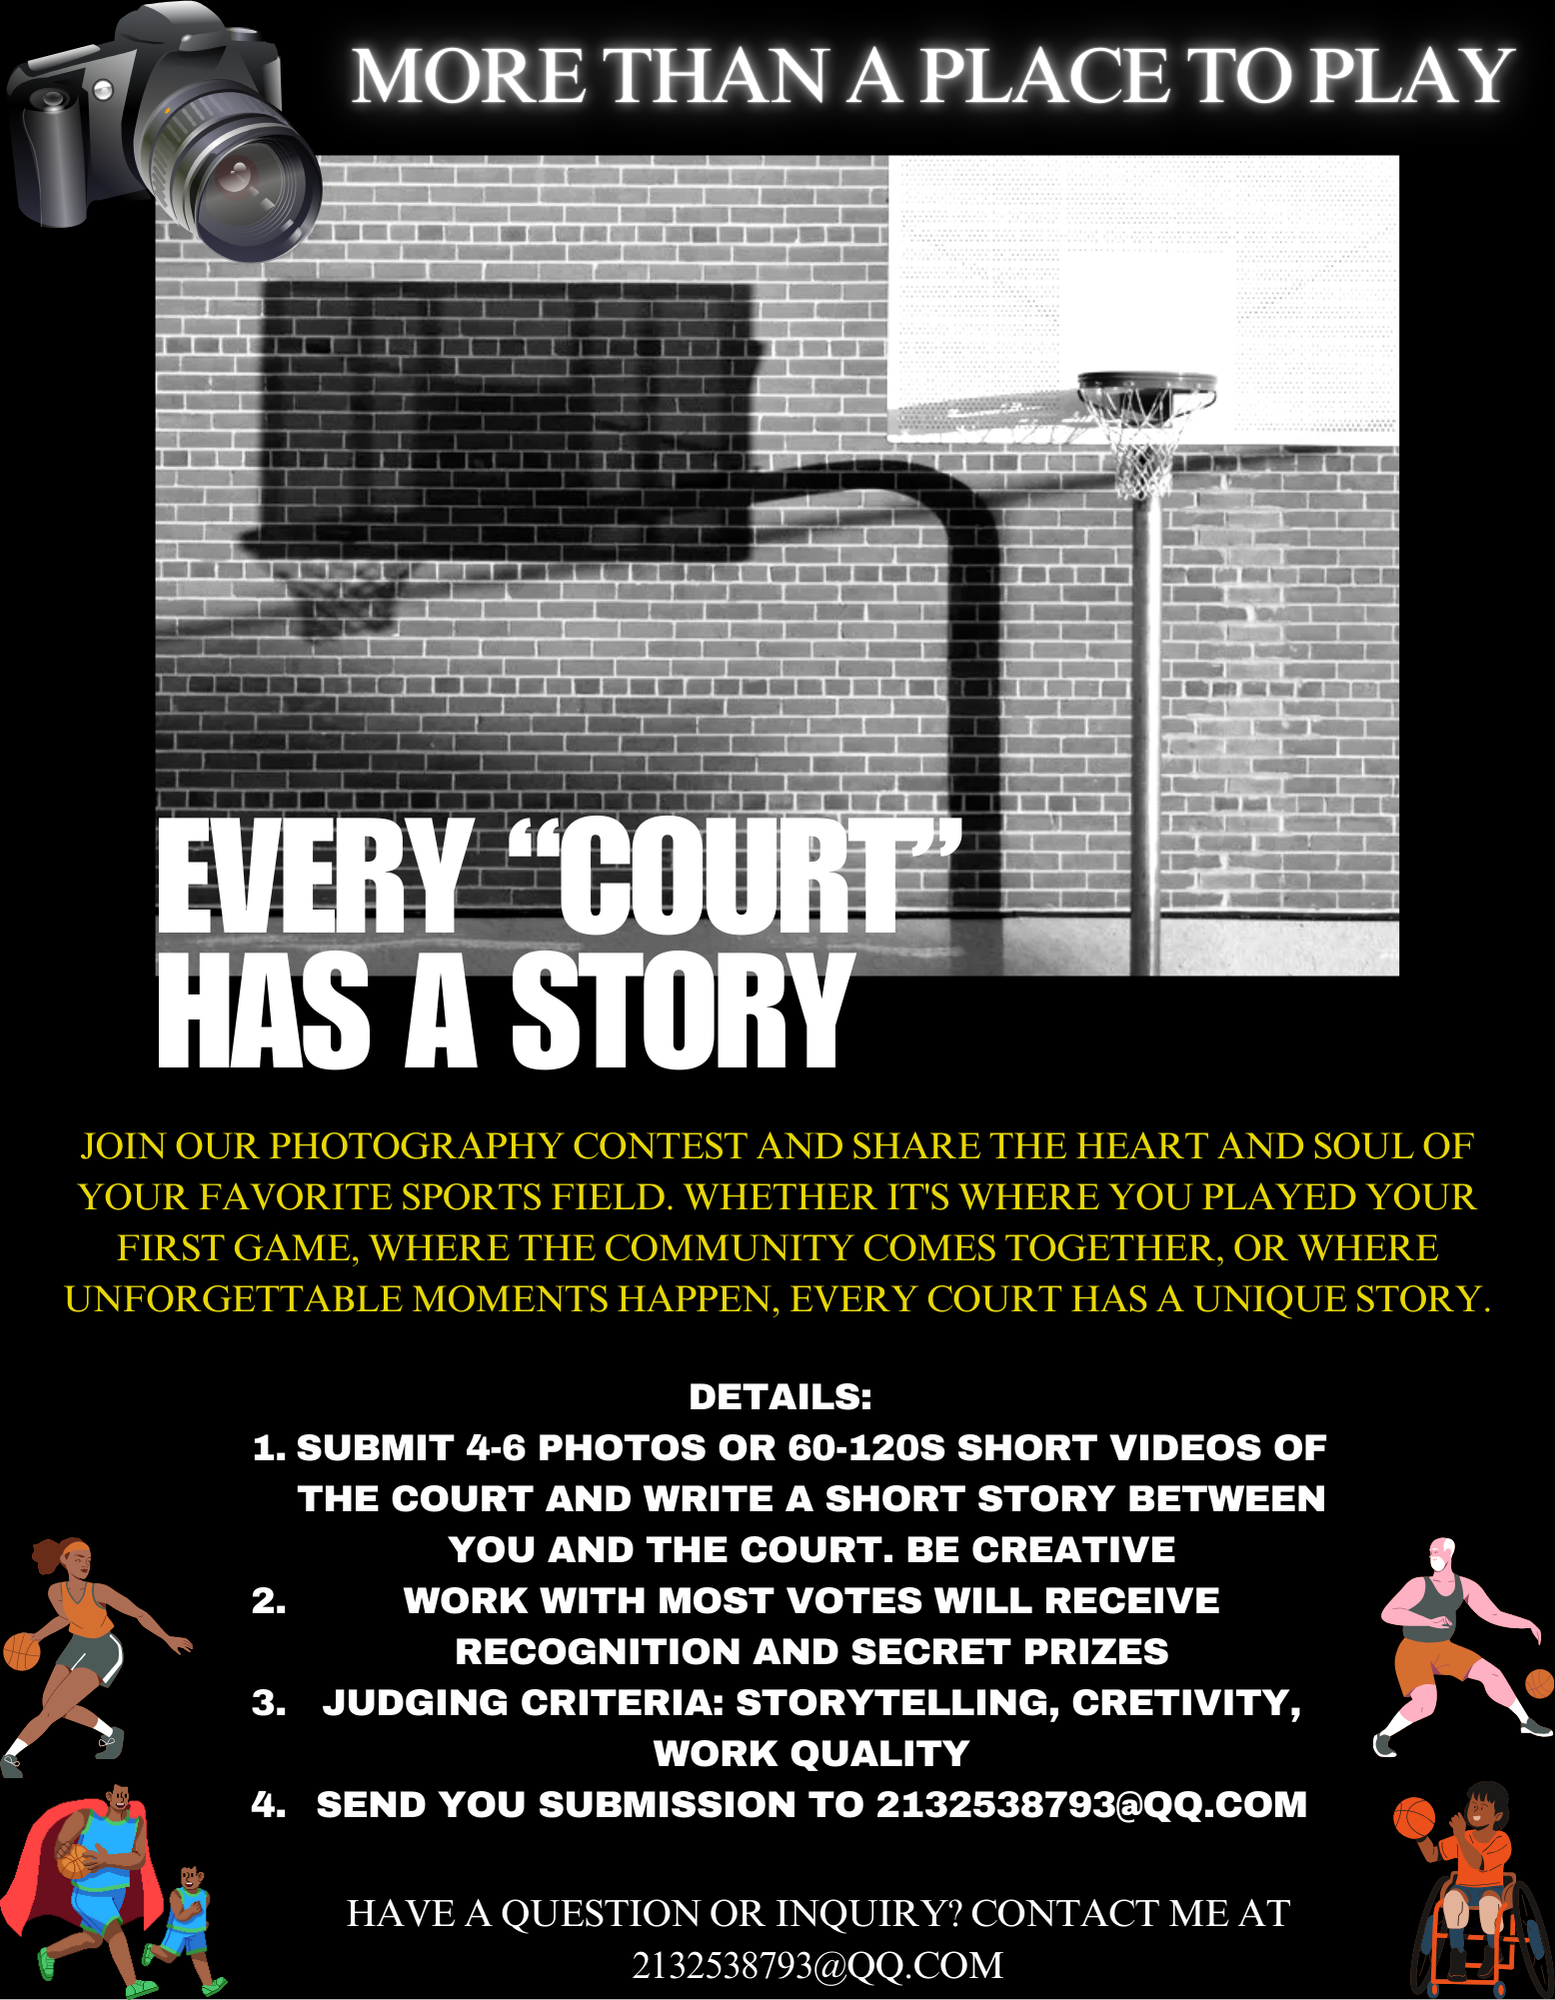 MORE THAN A PLACE TO PLAY
EVERY “COURT”
HAS A STORY
JOIN OUR PHOTOGRAPHY CONTEST AND SHARE THE HEART AND SOUL OF
YOUR FAVORITE SPORTS FIELD. WHETHER IT'S WHERE YOU PLAYED YOUR
FIRST GAME, WHERE THE COMMUNITY COMES TOGETHER, OR WHERE
UNFORGETTABLE MOMENTS HAPPEN, EVERY COURT HAS A UNIQUE STORY.
DETAILS:
1. SUBMIT 4-6 PHOTOS OR 60-120S SHORT VIDEOS OF
THE COURT AND WRITE A SHORT STORY BETWEEN
YOU AND THE COURT. BE CREATIVE
2. WORK WITH MOST VOTES WILL RECEIVE
RECOGNITION AND SECRET PRIZES
3. JUDGING CRITERIA: STORYTELLING, CRETIVITY,
WORK QUALITY
4. SEND YOU SUBMISSION TO 2132538793@QQ.COM
HAVE A QUESTION OR INQUIRY? CONTACT ME AT
2132538793@QQ.COM